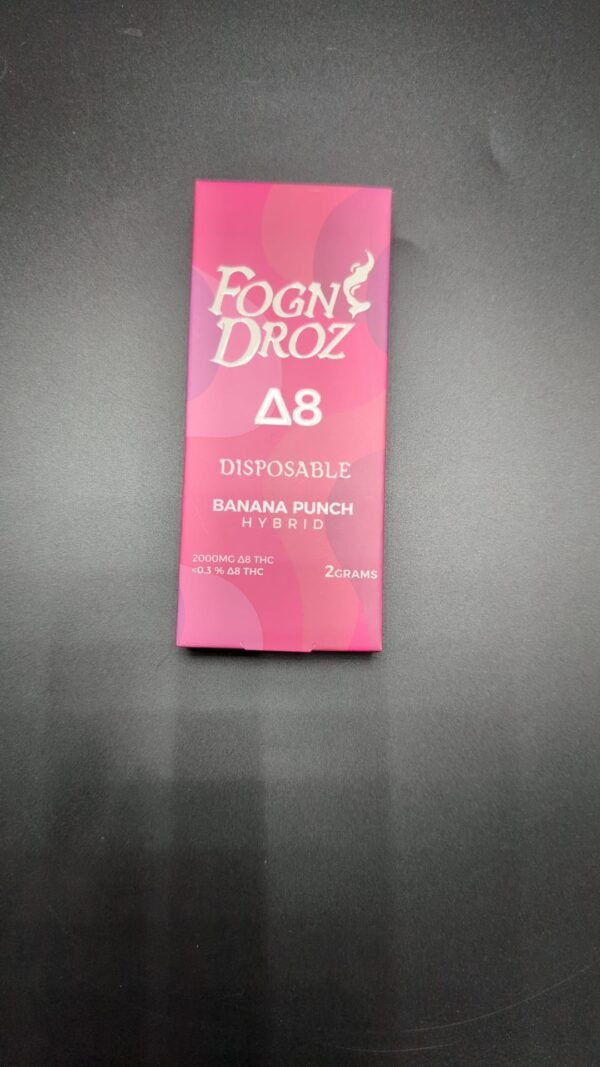 FOGN
DROZ
Δ8
DISPOSABLE
BANANA PUNCH
HYBRID
2000MG Δ8 THC
<0.3 % Δ8 THC
2GRAMS